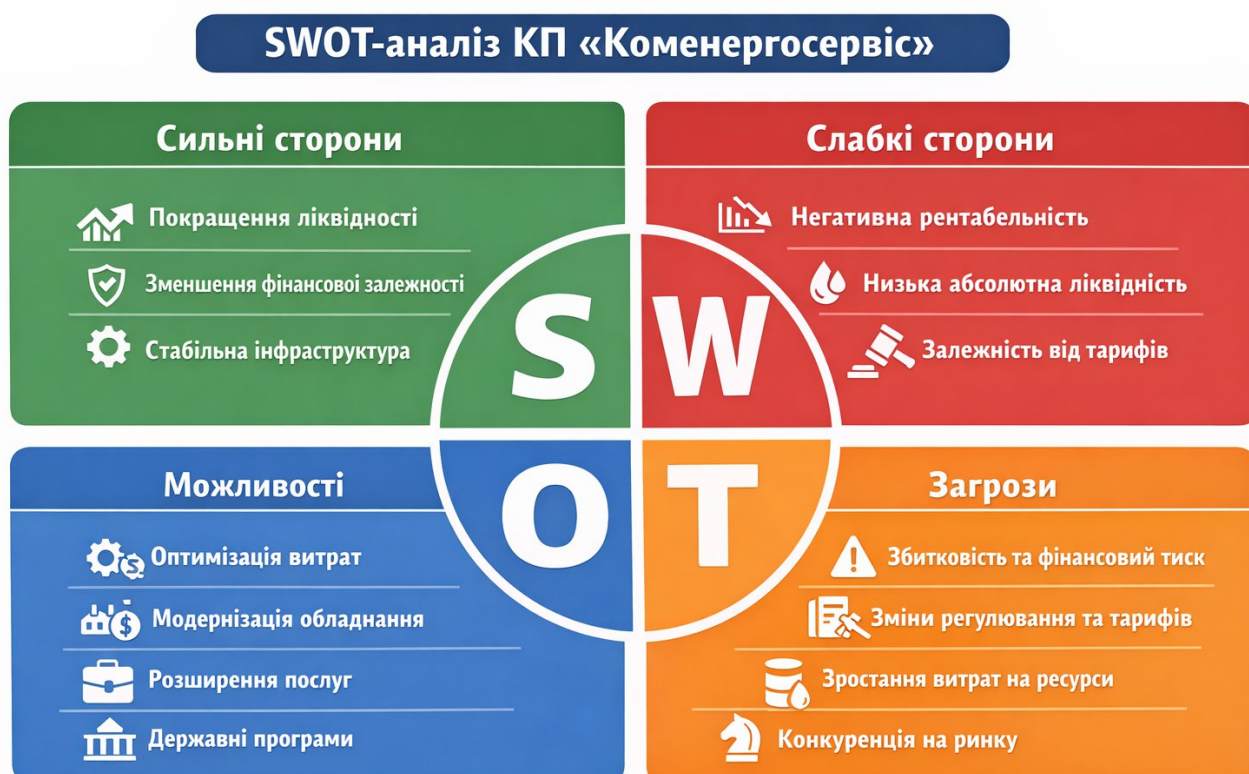 SWOT-аналіз КП «Коменергосервіс»
Сильні сторони
Покращення ліквідності
Зменшення фінансової залежності
Стабільна інфраструктура
Слабкі сторони
Негативна рентабельність
Низька абсолютна ліквідність
Залежність від тарифів
S W
O T
Можливості
Оптимізація витрат
Модернізація обладнання
Розширення послуг
Державні програми
Загрози
Збитковість та фінансовий тиск
Зміни регулювання та тарифів
Зростання витрат на ресурси
Конкуренція на ринку